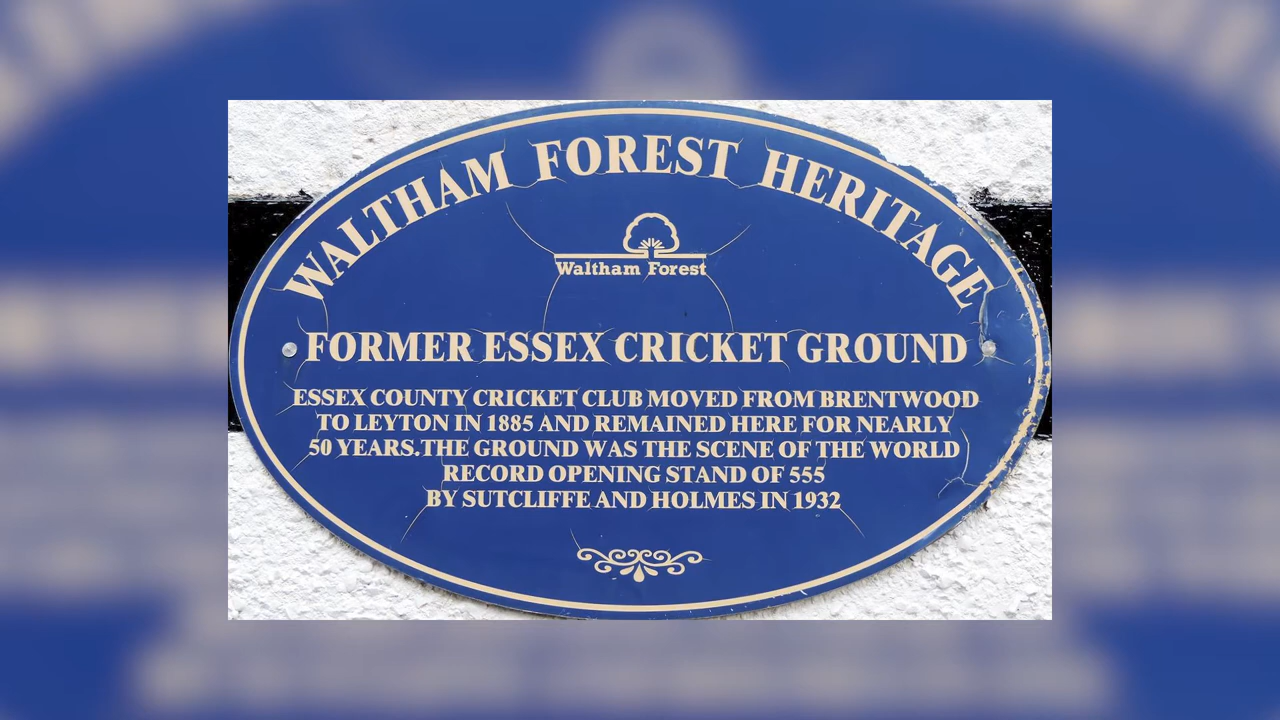 WALTHAM FOREST HERITAGE
Waltham Forest
FORMER ESSEX CRICKET GROUND
ESSEX COUNTY CRICKET CLUB MOVED FROM BRENTWOOD
TO LEYTON IN 1885 AND REMAINED HERE FOR NEARLY
50 YEARS.THE GROUND WAS THE SCENE OF THE WORLD
RECORD OPENING STAND OF 555
BY SUTCLIFFE AND HOLMES IN 1932